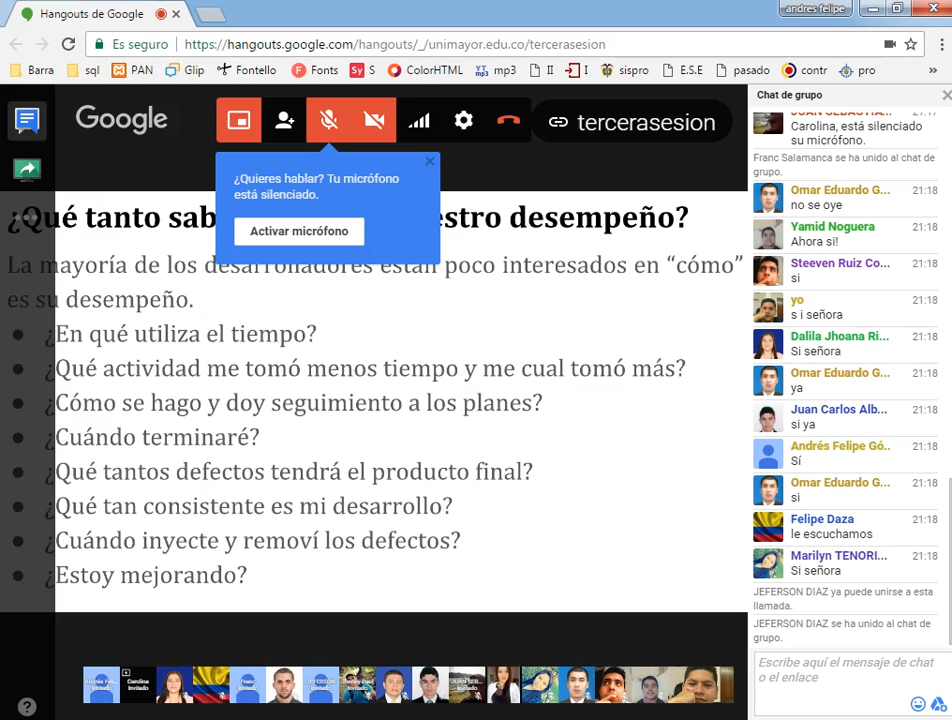 Hangouts de Google
andres felipe
Es seguro https://hangouts.google.com/hangouts/_/unimayor.edu.co/tercerasesion
Barra sql PAN Glip Fontello Fonts Sy S ColorHTML YT mp3 mp3 II I sispro E.S.E pasado contr pro »
Google
tercerasesion
¿Quieres hablar? Tu micrófono
está silenciado.
Activar micrófono
¿Qué tanto sab
stro desempeño?
La mayoría de los desarrolladores están poco interesados en “cómo”
es su desempeño.
¿En qué utiliza el tiempo?
¿Qué actividad me tomó menos tiempo y me cual tomó más?
¿Cómo se hago y doy seguimiento a los planes?
¿Cuándo terminaré?
¿Qué tantos defectos tendrá el producto final?
¿Qué tan consistente es mi desarrollo?
¿Cuándo inyecte y removí los defectos?
¿Estoy mejorando?
Chat de grupo
Carolina, está silenciado
su micrófono.
Franc Salamanca se ha unido al chat de
grupo.
Omar Eduardo G... 21:18
no se oye
Yamid Noguera 21:18
Ahora si!
Steeven Ruiz Co... 21:18
si
yo 21:18
s i señora
Dalila Jhoana Ri... 21:18
Si señora
Omar Eduardo G... 21:18
ya
Juan Carlos Alb... 21:18
si ya
Andrés Felipe Gó.. 21:18
Sí
Omar Eduardo G... 21:18
si
Felipe Daza 21:18
le escuchamos
Marilyn TENORI... 21:18
Si señora
JEFERSON DIAZ ya puede unirse a esta
llamada.
JEFERSON DIAZ se ha unido al chat de
grupo.
Escribe aquí el mensaje de chat
o el enlace
Carolina
Invitado